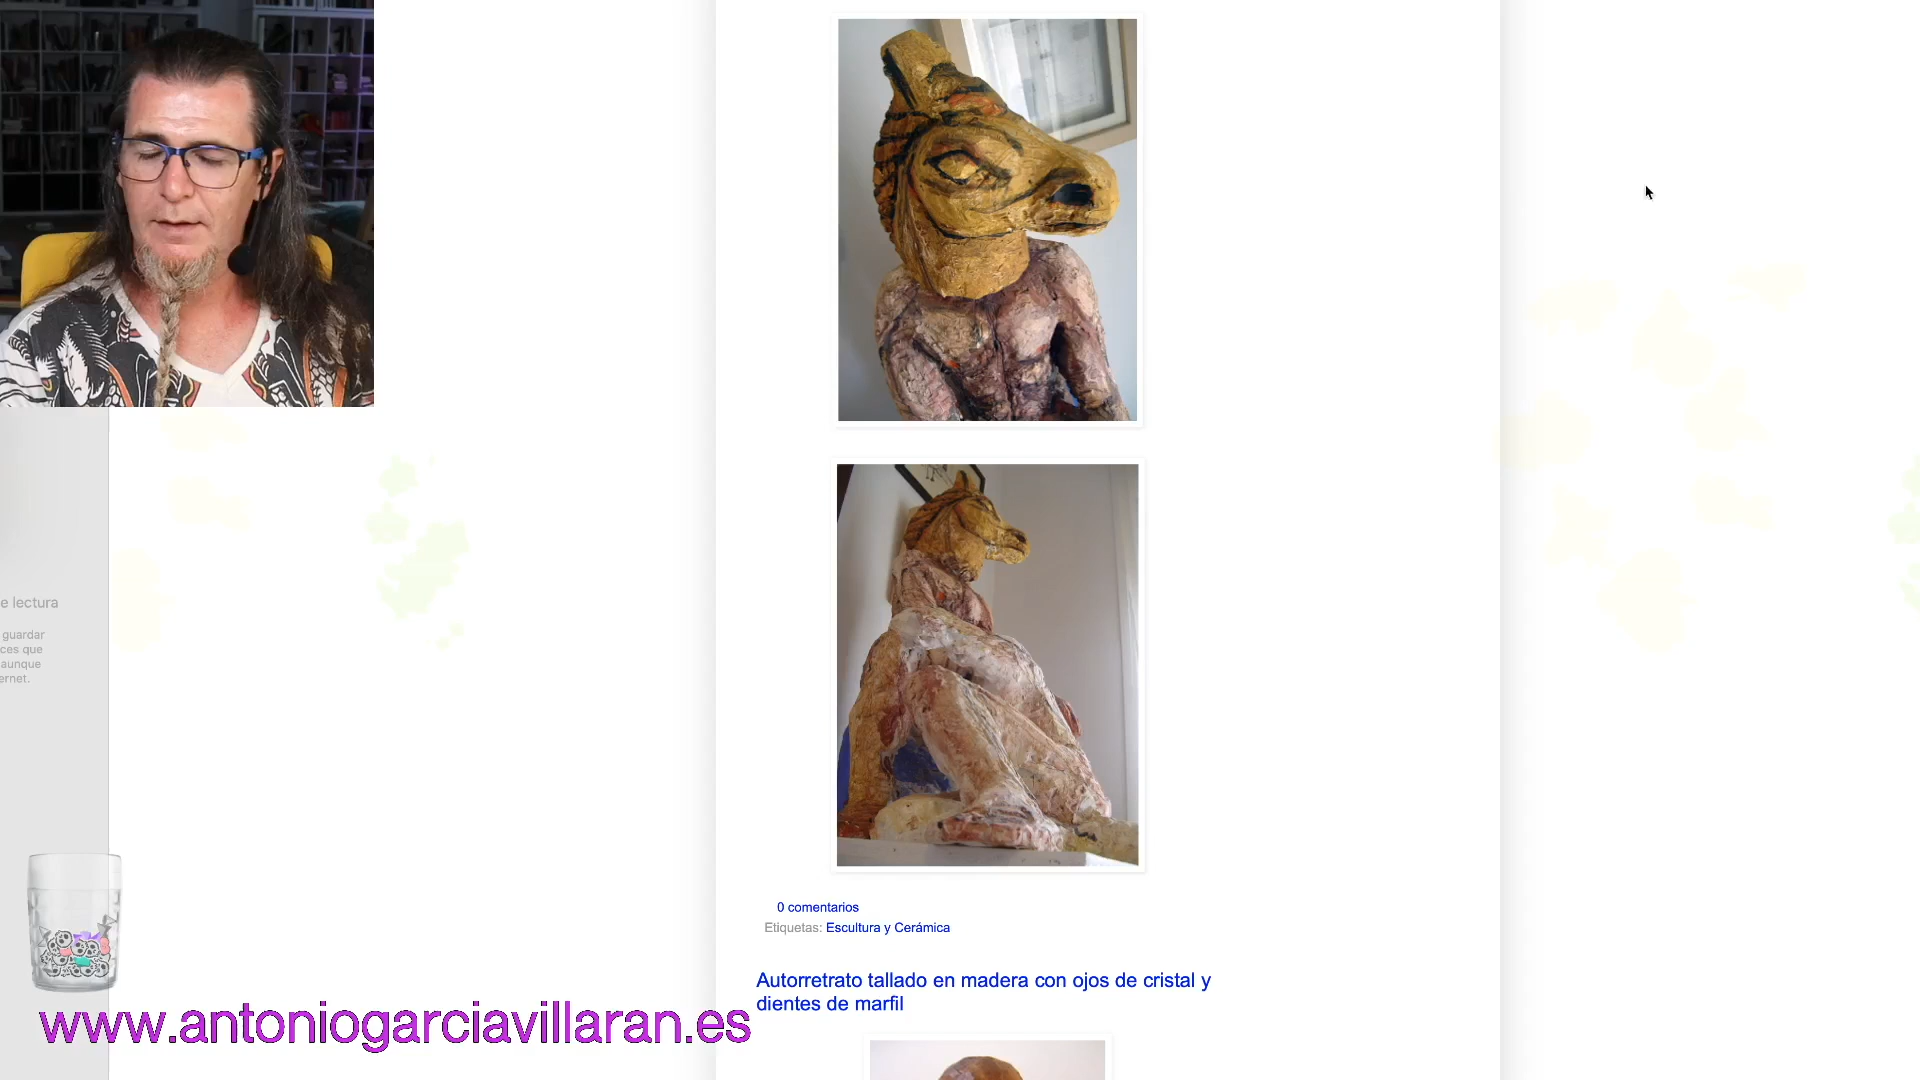 e lectura
guardar
ces que
aunque
ernet.
0 comentarios
Etiquetas: Escultura y Cerámica
Autorretrato tallado en madera con ojos de cristal y
dientes de marfil
www.antoniogarciavillaran.es